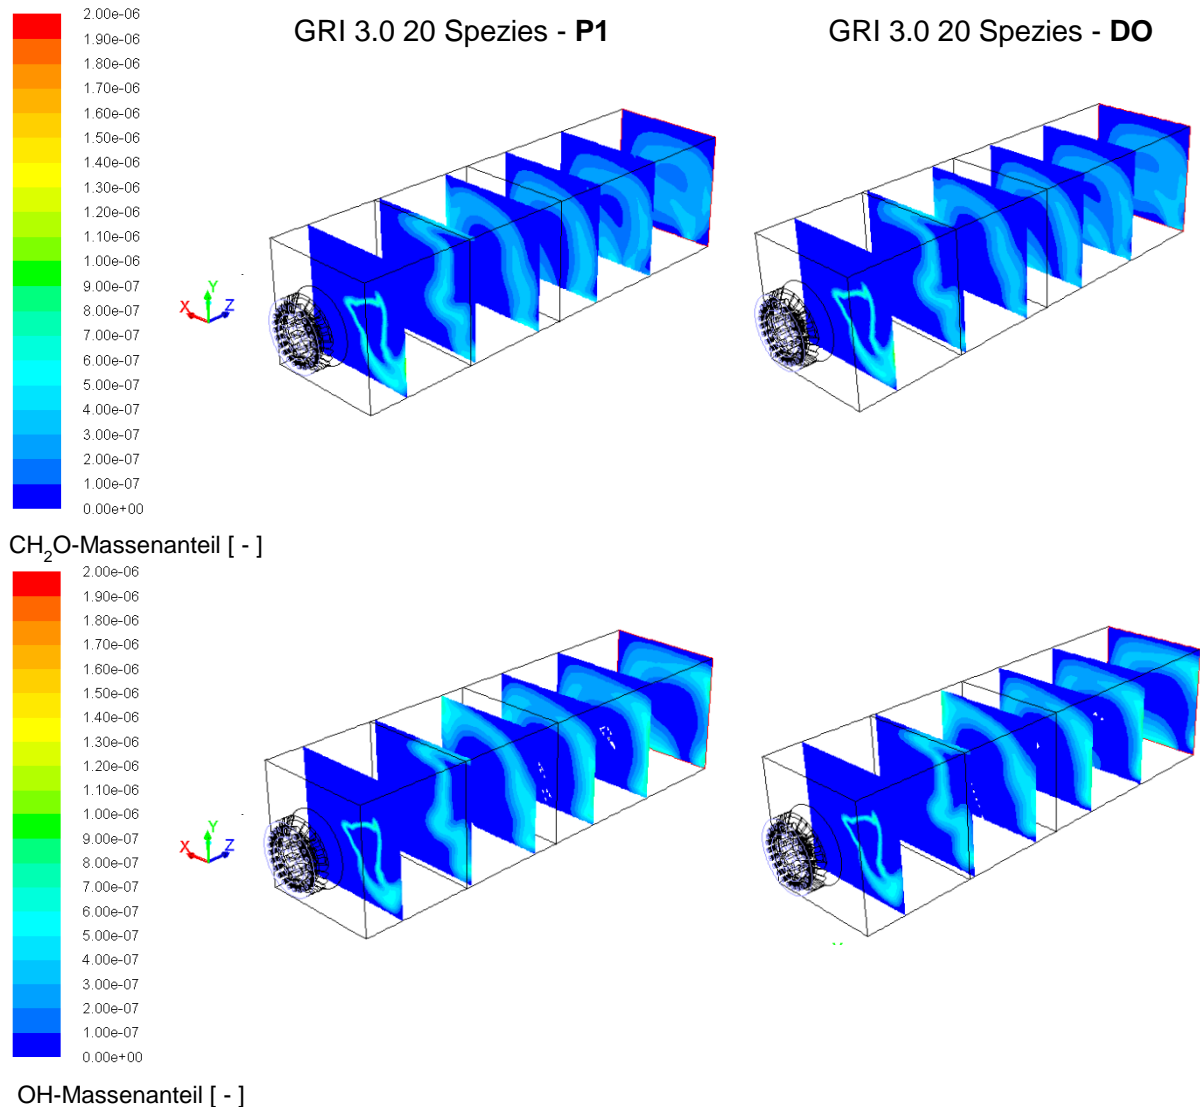 GRI 3.0 20 Spezies - P1
GRI 3.0 20 Spezies - DO
2.00e-06
1.90e-06
1.80e-06
1.70e-06
1.60e-06
1.50e-06
1.40e-06
1.30e-06
1.20e-06
1.10e-06
1.00e-06
9.00e-07
8.00e-07
7.00e-07
6.00e-07
5.00e-07
4.00e-07
3.00e-07
2.00e-07
1.00e-07
0.00e+00
X Y Z
X Y Z
CH₂O-Massenanteil [ - ]
2.00e-06
1.90e-06
1.80e-06
1.70e-06
1.60e-06
1.50e-06
1.40e-06
1.30e-06
1.20e-06
1.10e-06
1.00e-06
9.00e-07
8.00e-07
7.00e-07
6.00e-07
5.00e-07
4.00e-07
3.00e-07
2.00e-07
1.00e-07
0.00e+00
X Y Z
X Y Z
OH-Massenanteil [ - ]